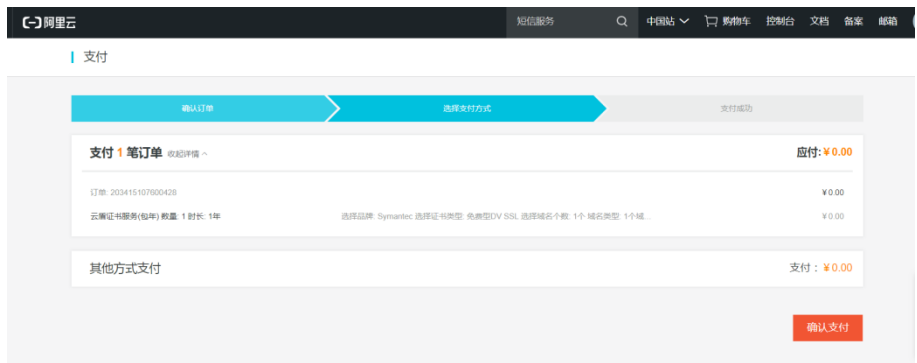 阿里云 短信服务 中国站 购物车 控制台 文档 备案 邮箱
支付
确认订单 选择支付方式 支付成功
支付 1 笔订单 收起详情 应付:¥0.00
订单: 203415107600428 ¥0.00
云盾证书服务(包年) 数量: 1 时长: 1年 选择品牌: Symantec 选择证书类型: 免费型DV SSL 选择域名个数: 1个 域名类型: 1个域... ¥0.00
其他方式支付 支付：¥0.00
确认支付